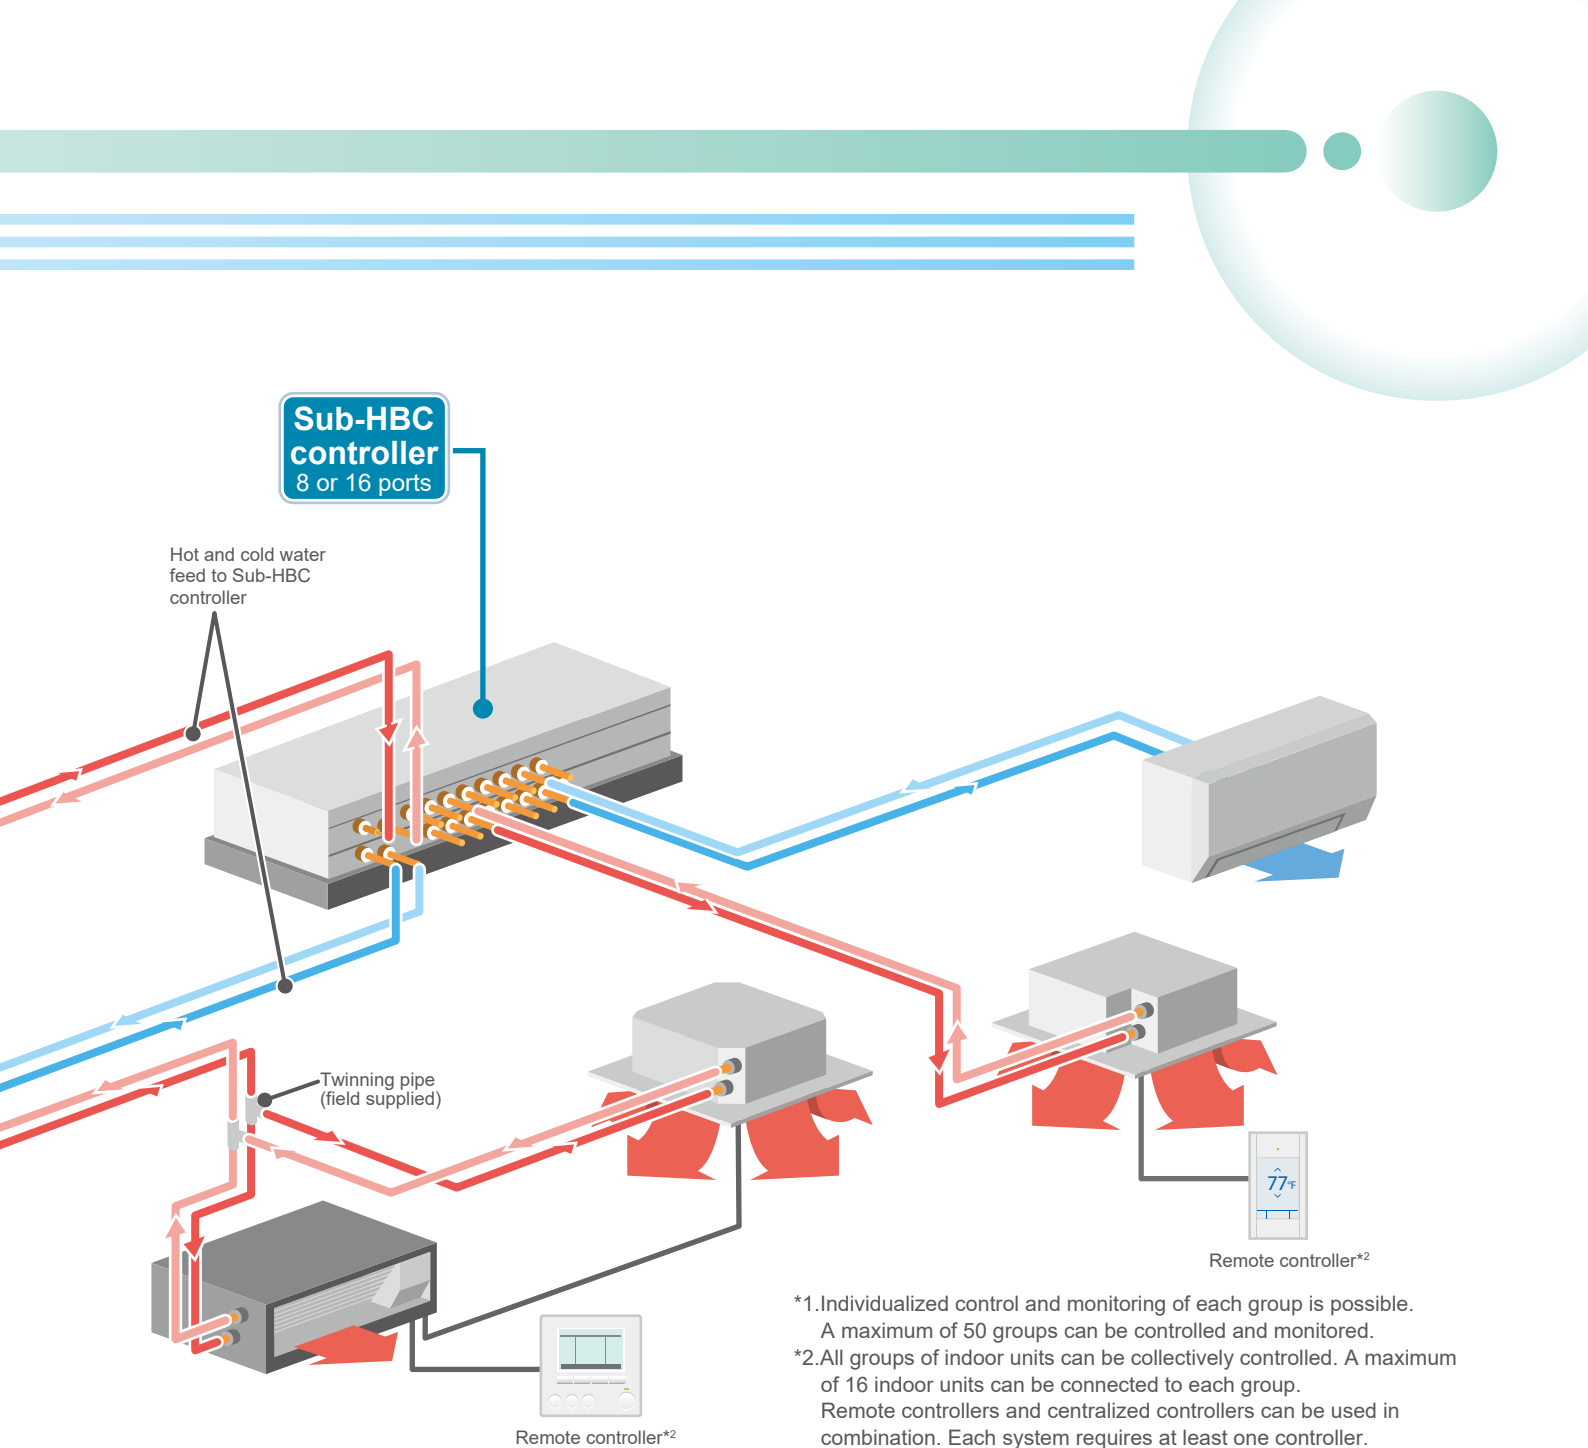 Sub-HBC
controller
8 or 16 ports
Hot and cold water
feed to Sub-HBC
controller
Twinning pipe
(field supplied)
77°F
Remote controller*2
Remote controller*2
*1.Individualized control and monitoring of each group is possible.
A maximum of 50 groups can be controlled and monitored.
*2.All groups of indoor units can be collectively controlled. A maximum
of 16 indoor units can be connected to each group.
Remote controllers and centralized controllers can be used in
combination. Each system requires at least one controller.